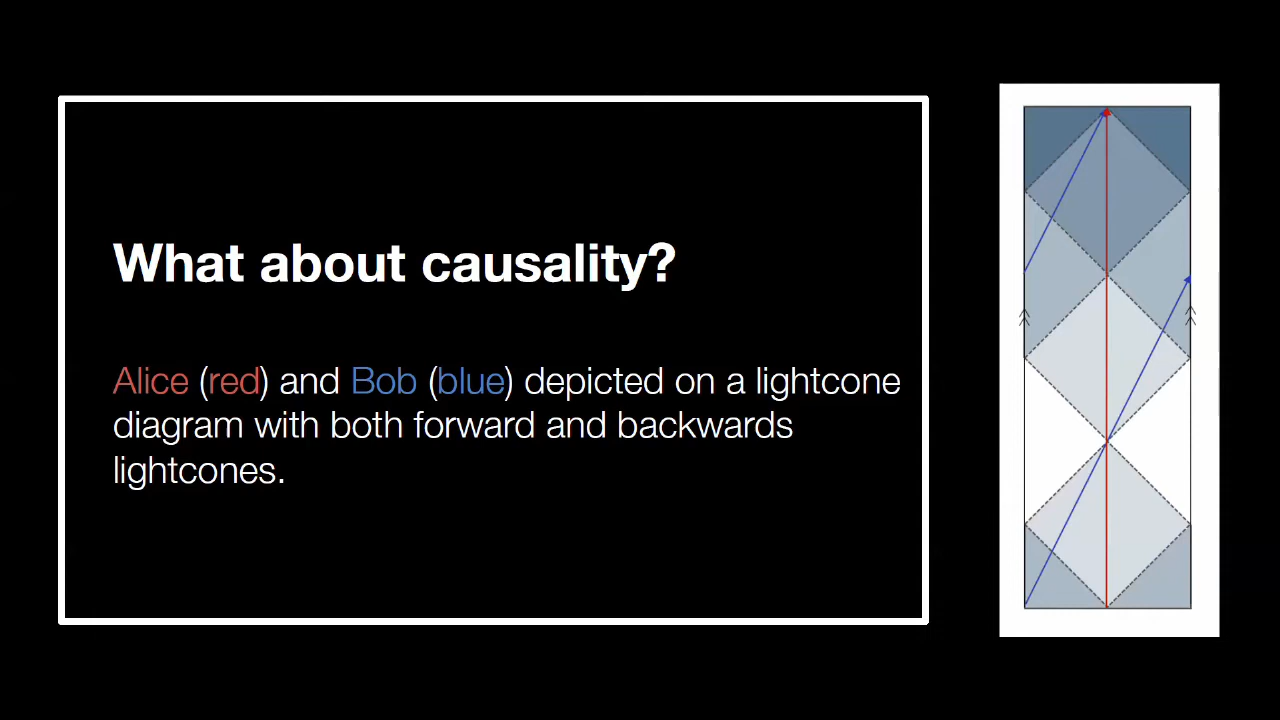 What about causality?
Alice (red) and Bob (blue) depicted on a lightcone
diagram with both forward and backwards
lightcones.